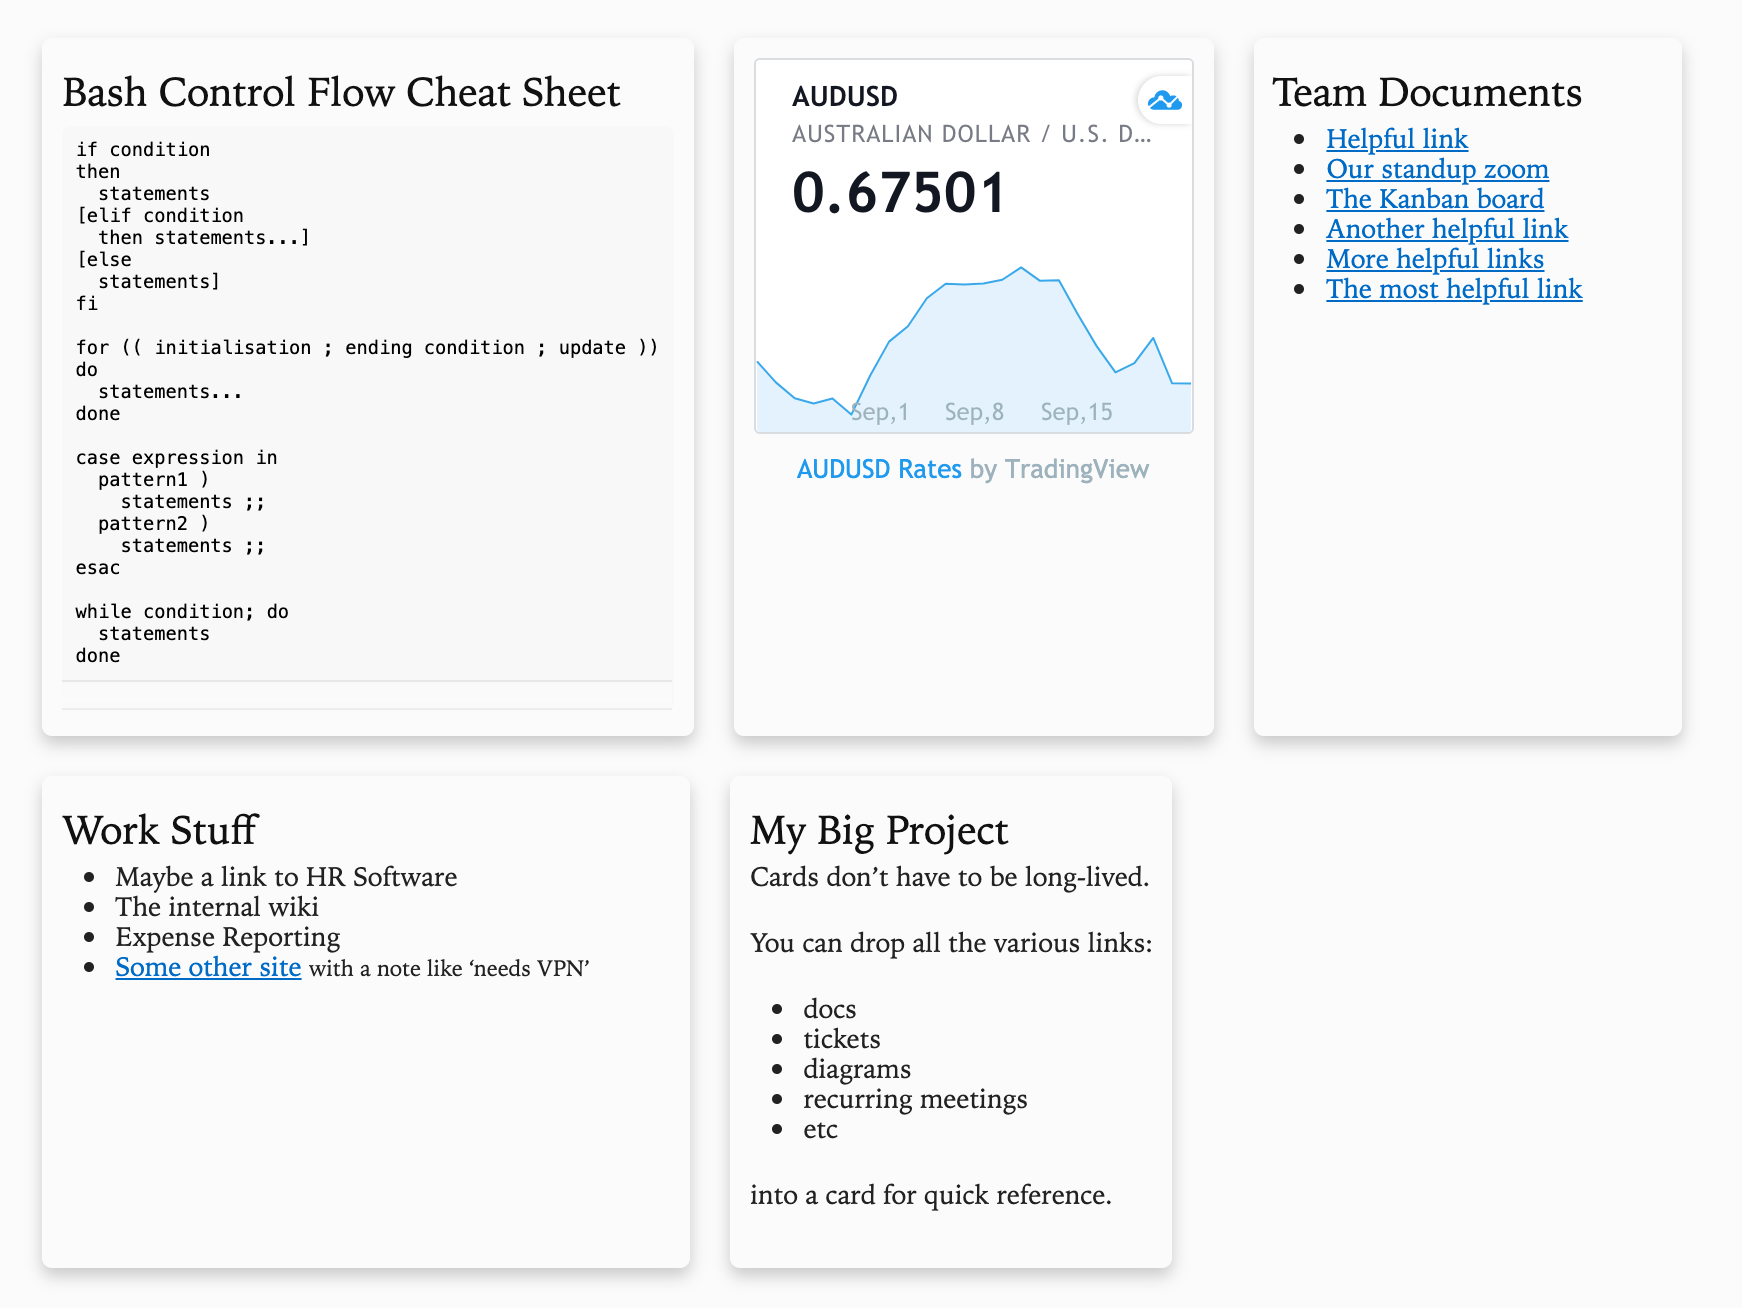 Bash Control Flow Cheat Sheet
if condition
then
  statements
[elif condition
  then statements...]
[else
  statements]
fi

for (( initialisation ; ending condition ; update ))
do
  statements...
done

case expression in
  pattern1 )
    statements ;;
  pattern2 )
    statements ;;
esac

while condition; do
  statements
done
AUDUSD
AUSTRALIAN DOLLAR / U.S. D...
0.67501
Sep,1 Sep,8 Sep,15
AUDUSD Rates by TradingView
Team Documents
• Helpful link
• Our standup zoom
• The Kanban board
• Another helpful link
• More helpful links
• The most helpful link
Work Stuff
• Maybe a link to HR Software
• The internal wiki
• Expense Reporting
• Some other site with a note like ‘needs VPN’
My Big Project
Cards don’t have to be long-lived.
You can drop all the various links:
• docs
• tickets
• diagrams
• recurring meetings
• etc
into a card for quick reference.